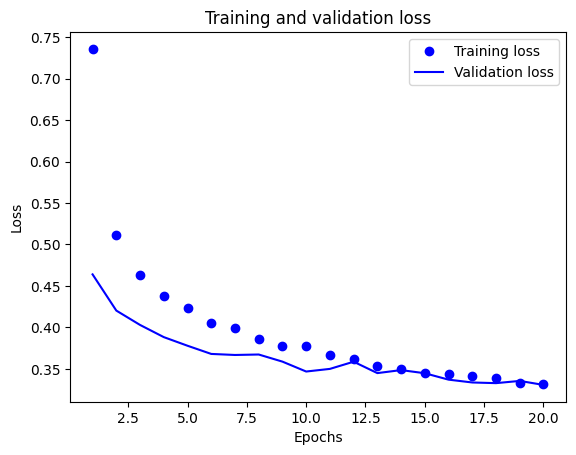 Training and validation loss
Training loss
Validation loss
0.75
0.70
0.65
0.60
0.55
0.50
0.45
0.40
0.35
Loss
2.5 5.0 7.5 10.0 12.5 15.0 17.5 20.0
Epochs